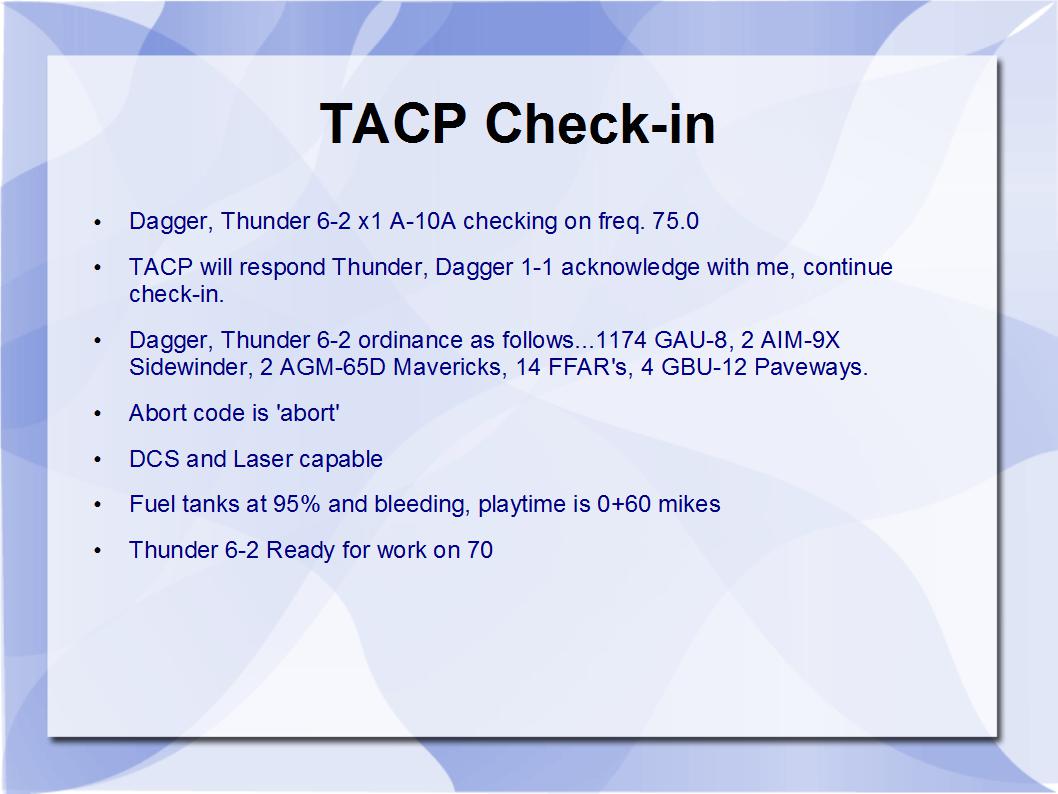 TACP Check-in
• Dagger, Thunder 6-2 x1 A-10A checking on freq. 75.0
• TACP will respond Thunder, Dagger 1-1 acknowledge with me, continue
check-in.
• Dagger, Thunder 6-2 ordinance as follows...1174 GAU-8, 2 AIM-9X
Sidewinder, 2 AGM-65D Mavericks, 14 FFAR's, 4 GBU-12 Paveways.
• Abort code is 'abort'
• DCS and Laser capable
• Fuel tanks at 95% and bleeding, playtime is 0+60 mikes
• Thunder 6-2 Ready for work on 70